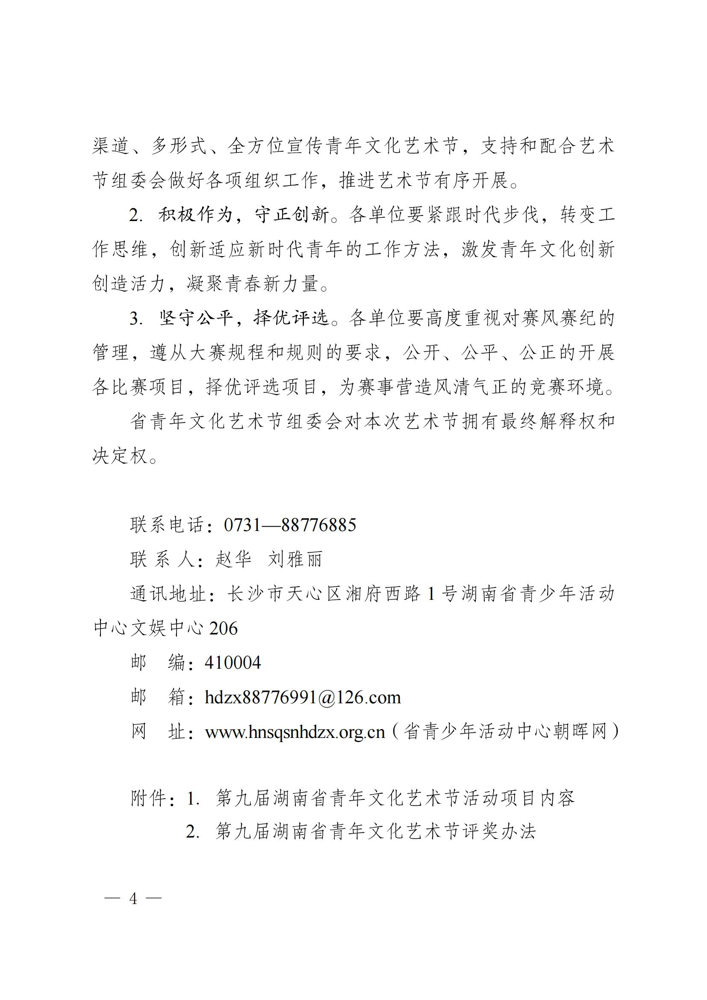 渠道、多形式、全方位宣传青年文化艺术节，支持和配合艺术
节组委会做好各项组织工作，推进艺术节有序开展。
2. 积极作为，守正创新。各单位要紧跟时代步伐，转变工
作思维，创新适应新时代青年的工作方法，激发青年文化创新
创造活力，凝聚青春新力量。
3. 坚守公平，择优评选。各单位要高度重视对赛风赛纪的
管理，遵从大赛规程和规则的要求，公开、公平、公正的开展
各比赛项目，择优评选项目，为赛事营造风清气正的竞赛环境。
省青年文化艺术节组委会对本次艺术节拥有最终解释权和
决定权。
联系电话：0731—88776885
联 系 人：赵华 刘雅丽
通讯地址：长沙市天心区湘府西路 1 号湖南省青少年活动
中心文娱中心 206
邮 编：410004
邮 箱：hdzx88776991@126.com
网 址：www.hnsqsnhdzx.org.cn（省青少年活动中心朝晖网）
附件：1. 第九届湖南省青年文化艺术节活动项目内容
2. 第九届湖南省青年文化艺术节评奖办法
— 4 —